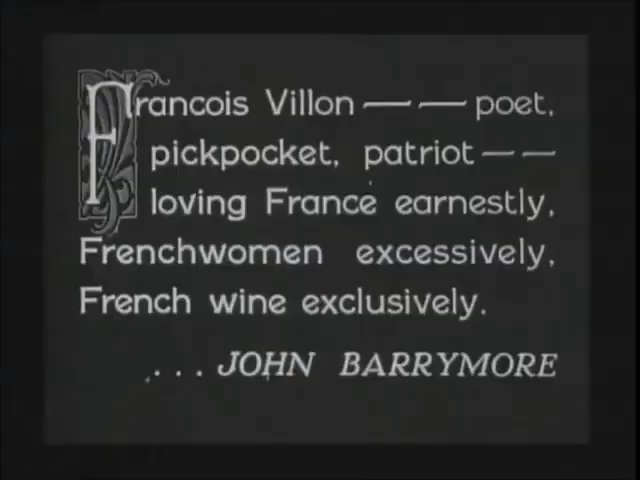 Francois Villon — — poet,
pickpocket, patriot — —
loving France earnestly,
Frenchwomen excessively,
French wine exclusively.
...JOHN BARRYMORE